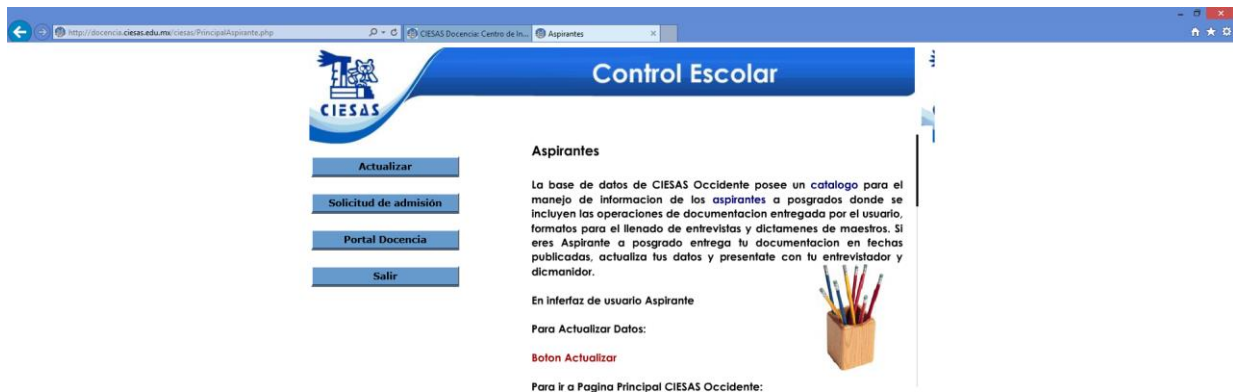 http://docencia.ciesas.edu.mx/ciesas/PrincipalAspirante.php
CIESAS Docencia: Centro de In...
Aspirantes
CIESAS
Control Escolar
Actualizar
Solicitud de admisión
Portal Docencia
Salir
Aspirantes
La base de datos de CIESAS Occidente posee un catalogo para el
manejo de informacion de los aspirantes a posgrados donde se
incluyen las operaciones de documentacion entregada por el usuario,
formatos para el llenado de entrevistas y dictamenes de maestros. Si
eres Aspirante a posgrado entrega tu documentacion en fechas
publicadas, actualiza tus datos y presentate con tu entrevistador y
dicmanidor.
En inferfaz de usuario Aspirante
Para Actualizar Datos:
Boton Actualizar
Para ir a Pagina Principal CIESAS Occidente: